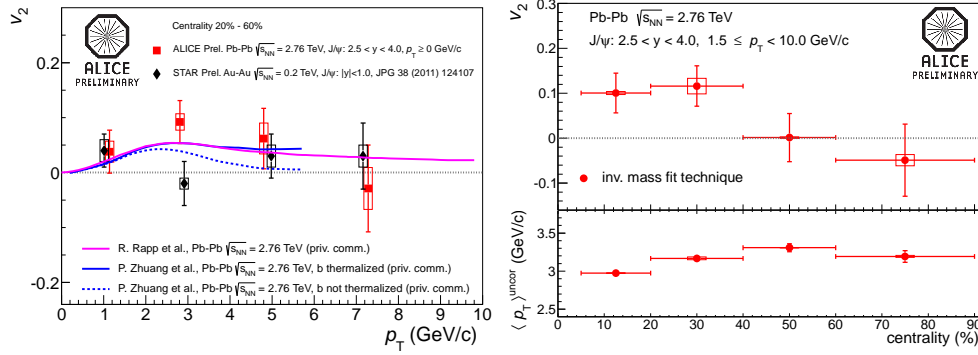 v₂
Centrality 20% - 60%
ALICE Prel. Pb-Pb √sNN = 2.76 TeV, J/ψ: 2.5 < y < 4.0, pT ≥ 0 GeV/c
STAR Prel. Au-Au √sNN = 0.2 TeV, J/ψ: |y|<1.0, JPG 38 (2011) 124107
ALICE
PRELIMINARY
0.2
0
-0.2
R. Rapp et al., Pb-Pb √sNN = 2.76 TeV (priv. comm.)
P. Zhuang et al., Pb-Pb √sNN = 2.76 TeV, b thermalized (priv. comm.)
P. Zhuang et al., Pb-Pb √sNN = 2.76 TeV, b not thermalized (priv. comm.)
0 1 2 3 4 5 6 7 8 9 10
pT (GeV/c)
v₂
0.3
0.2
0.1
0
-0.1
Pb-Pb √sNN = 2.76 TeV
J/ψ: 2.5 < y < 4.0, 1.5 ≤ pT < 10.0 GeV/c
ALICE
PRELIMINARY
inv. mass fit technique
⟨ pT ⟩uncor (GeV/c)
3.5
3
2.5
0 10 20 30 40 50 60 70 80 90
centrality (%)